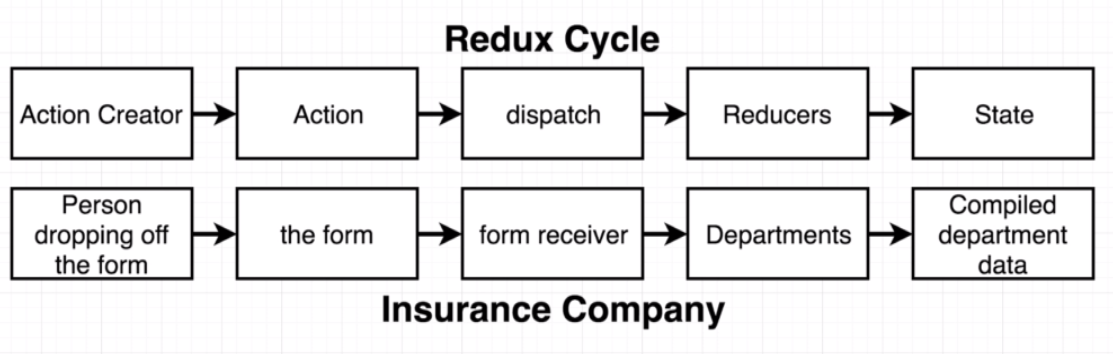 Redux Cycle
Action Creator
Action
dispatch
Reducers
State
Person
dropping off
the form
the form
form receiver
Departments
Compiled
department
data
Insurance Company